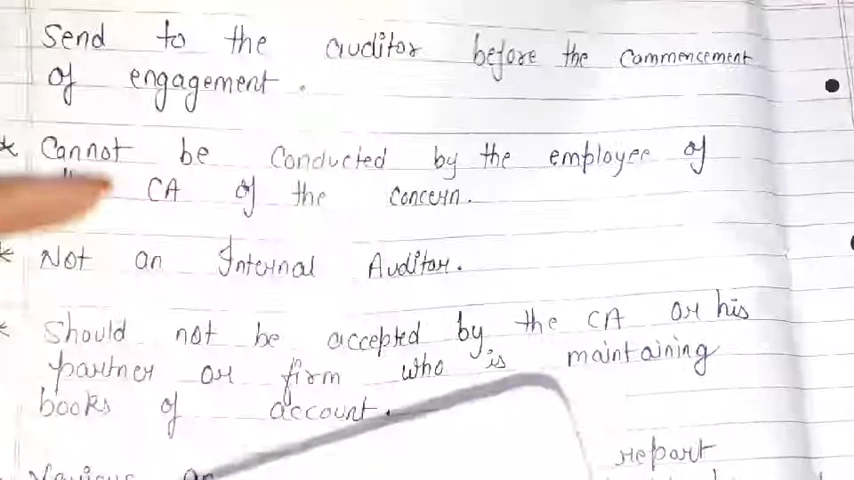 Send to the auditor before the commencement
of engagement.
* Cannot be conducted by the employee of
CA of the concern.
* Not an Internal Auditor.
* Should not be accepted by the CA or his
partner or firm who is maintaining
books of account.
report